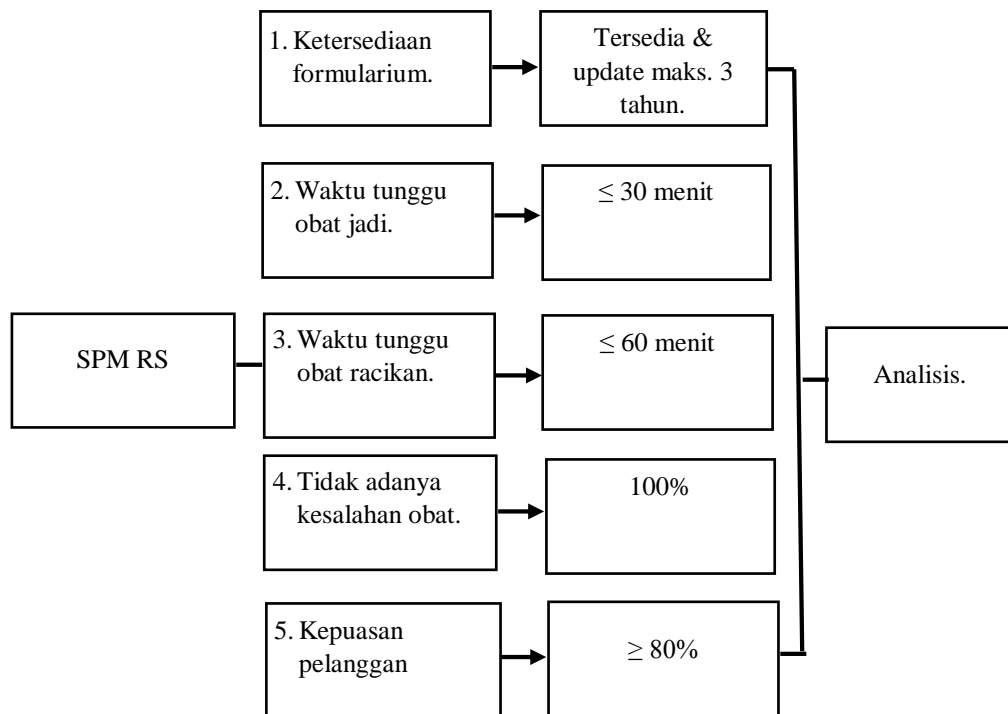 1. Ketersediaan
formularium.
Tersedia &
update maks. 3
tahun.
2. Waktu tunggu
obat jadi.
≤ 30 menit
SPM RS
3. Waktu tunggu
obat racikan.
≤ 60 menit
Analisis.
4. Tidak adanya
kesalahan obat.
100%
5. Kepuasan
pelanggan
≥ 80%